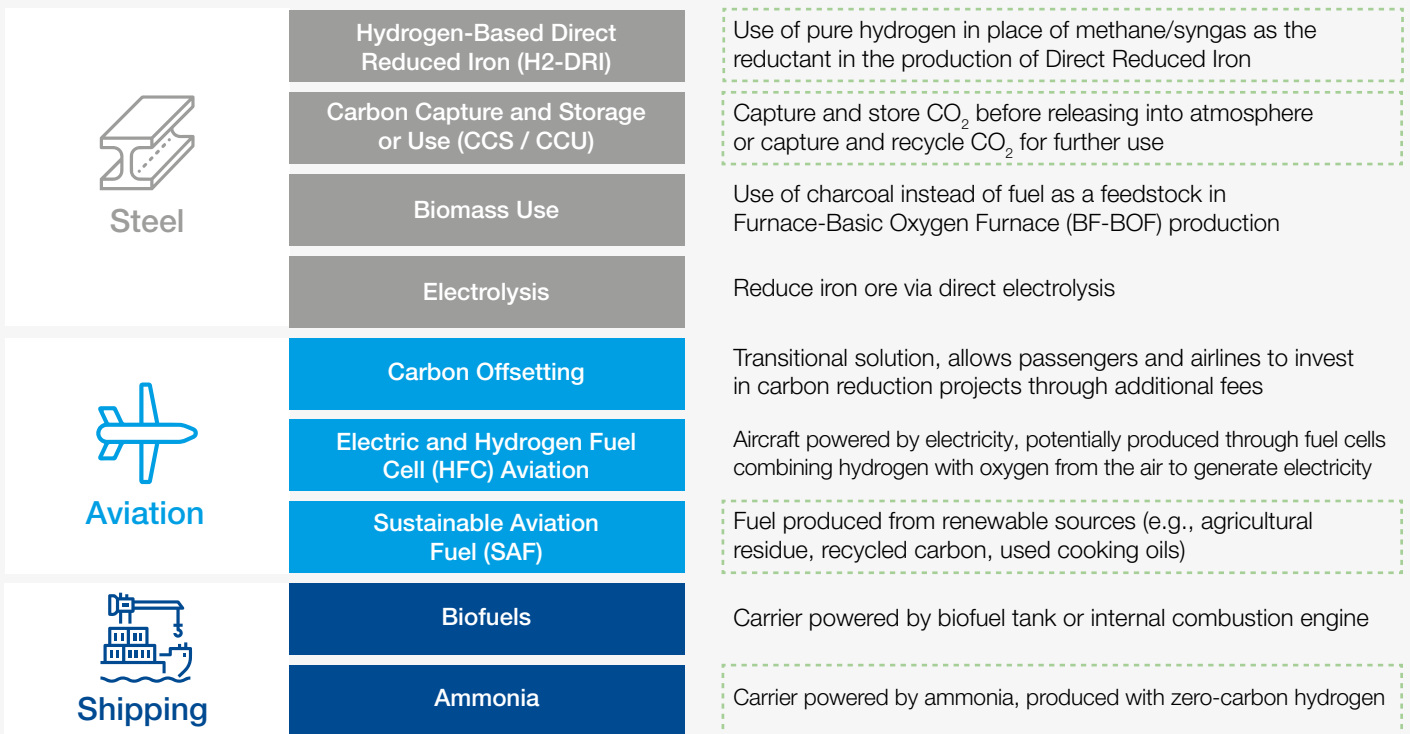 Steel
Hydrogen-Based Direct
Reduced Iron (H2-DRI)
Use of pure hydrogen in place of methane/syngas as the
reductant in the production of Direct Reduced Iron
Carbon Capture and Storage
or Use (CCS / CCU)
Capture and store CO₂ before releasing into atmosphere
or capture and recycle CO₂ for further use
Biomass Use
Use of charcoal instead of fuel as a feedstock in
Furnace-Basic Oxygen Furnace (BF-BOF) production
Electrolysis
Reduce iron ore via direct electrolysis
Aviation
Carbon Offsetting
Transitional solution, allows passengers and airlines to invest
in carbon reduction projects through additional fees
Electric and Hydrogen Fuel
Cell (HFC) Aviation
Aircraft powered by electricity, potentially produced through fuel cells
combining hydrogen with oxygen from the air to generate electricity
Sustainable Aviation
Fuel (SAF)
Fuel produced from renewable sources (e.g., agricultural
residue, recycled carbon, used cooking oils)
Shipping
Biofuels
Carrier powered by biofuel tank or internal combustion engine
Ammonia
Carrier powered by ammonia, produced with zero-carbon hydrogen